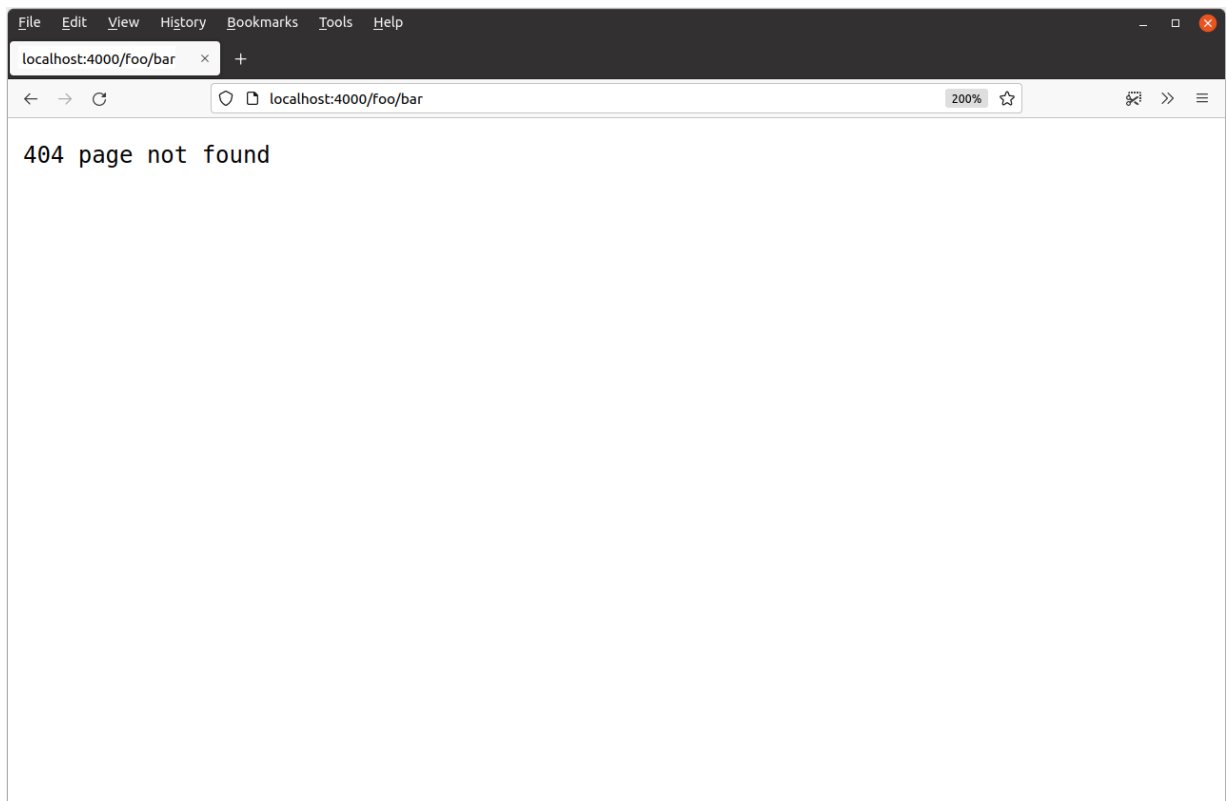 File Edit View History Bookmarks Tools Help
localhost:4000/foo/bar
localhost:4000/foo/bar 200%
404 page not found